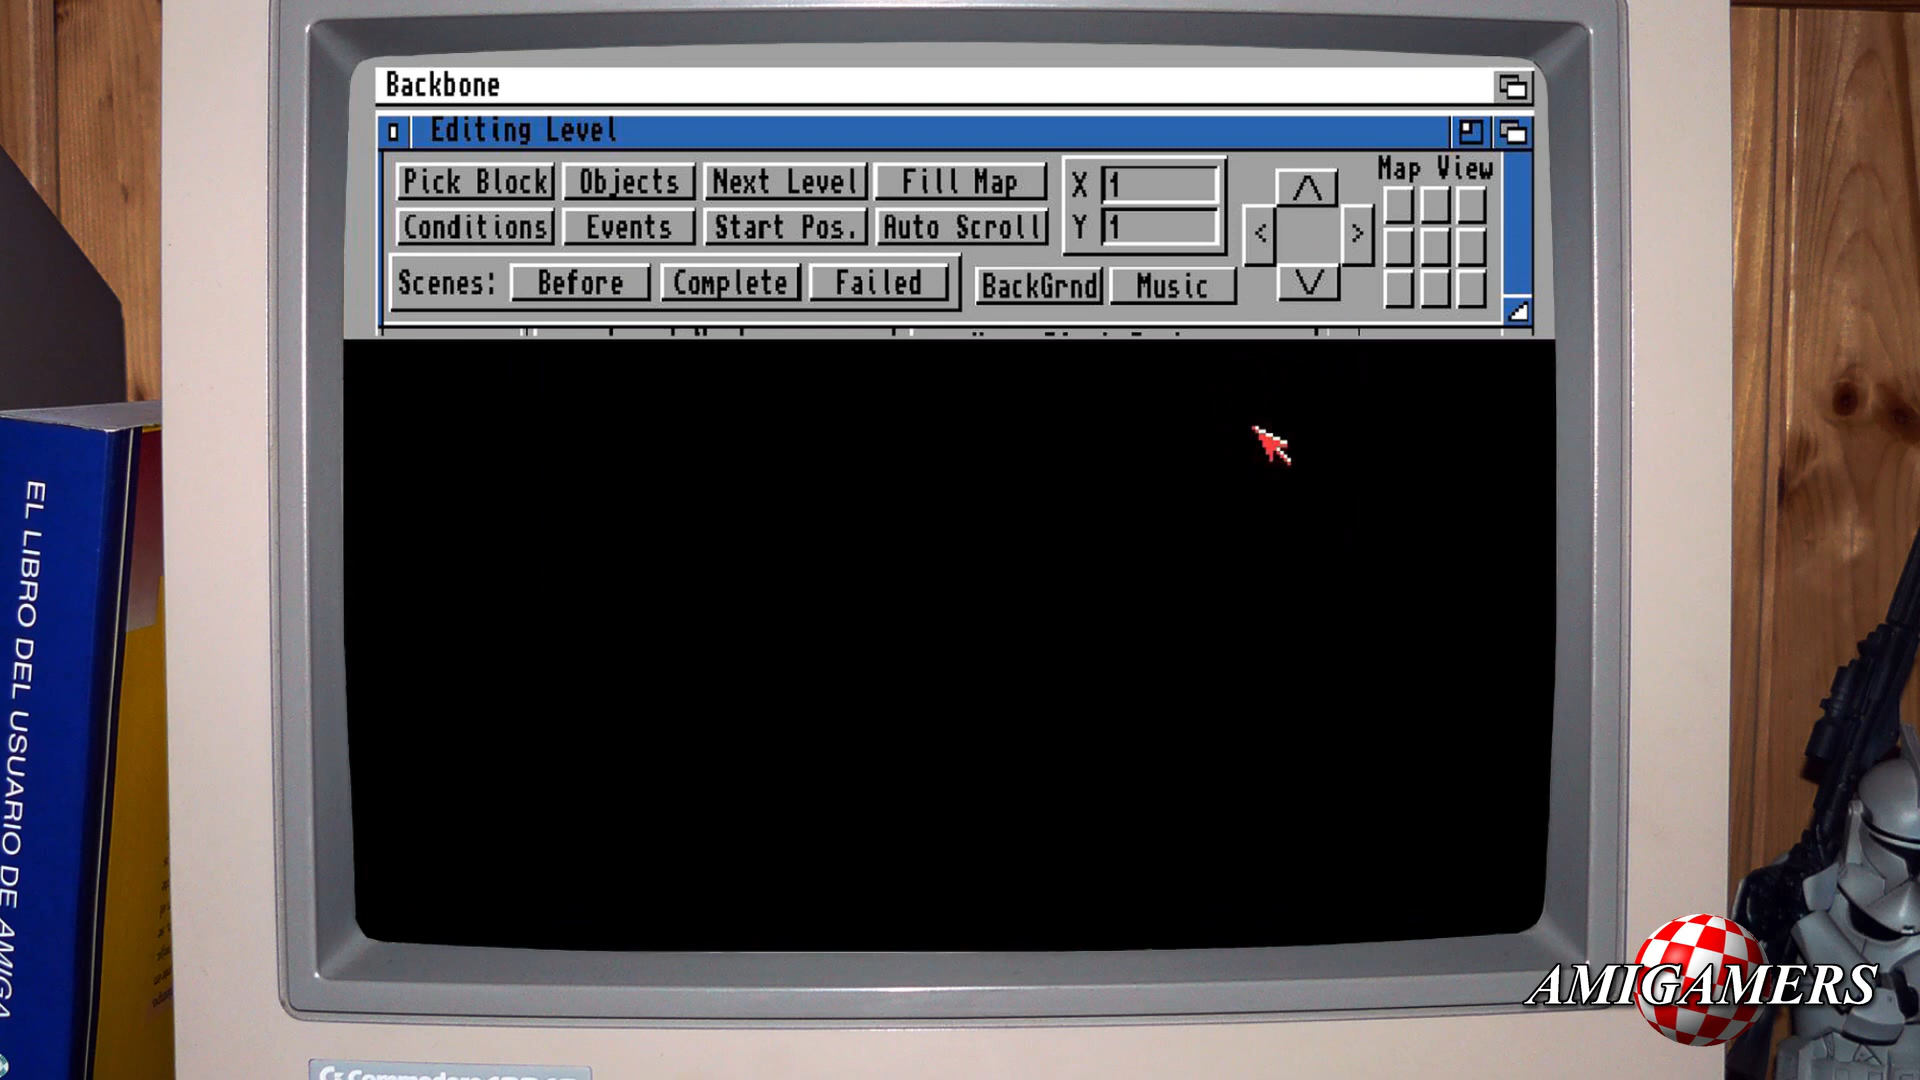 Backbone
Editing Level
Pick Block Objects Next Level Fill Map X 1 Map View
Conditions Events Start Pos. Auto Scroll Y 1
^
< >
V
Scenes: Before Complete Failed BackGrnd Music
EL LIBRO DEL USUARIO DE AMIGA
AMIGAMERS
Commodore